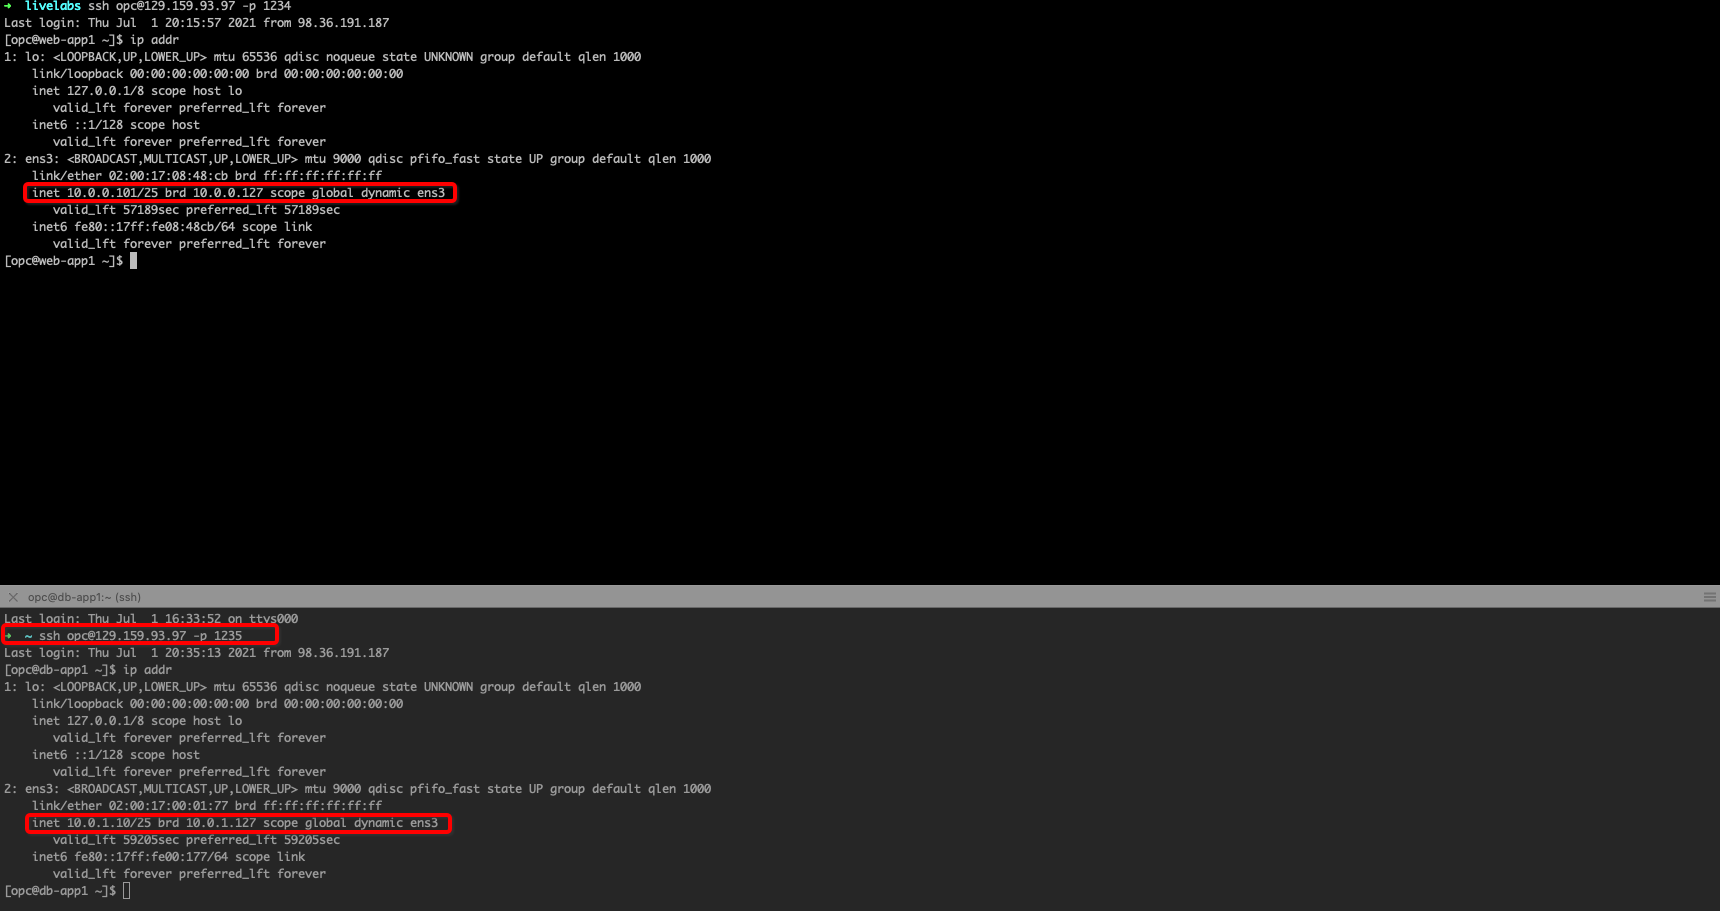 ➜  livelabs ssh opc@129.159.93.97 -p 1234
Last login: Thu Jul  1 20:15:57 2021 from 98.36.191.187
[opc@web-app1 ~]$ ip addr
1: lo: <LOOPBACK,UP,LOWER_UP> mtu 65536 qdisc noqueue state UNKNOWN group default qlen 1000
    link/loopback 00:00:00:00:00:00 brd 00:00:00:00:00:00
    inet 127.0.0.1/8 scope host lo
       valid_lft forever preferred_lft forever
    inet6 ::1/128 scope host
       valid_lft forever preferred_lft forever
2: ens3: <BROADCAST,MULTICAST,UP,LOWER_UP> mtu 9000 qdisc pfifo_fast state UP group default qlen 1000
    link/ether 02:00:17:08:48:cb brd ff:ff:ff:ff:ff:ff
    inet 10.0.0.101/25 brd 10.0.0.127 scope global dynamic ens3
       valid_lft 57189sec preferred_lft 57189sec
    inet6 fe80::17ff:fe08:48cb/64 scope link
       valid_lft forever preferred_lft forever
[opc@web-app1 ~]$
opc@db-app1:~ (ssh)
Last login: Thu Jul  1 16:33:52 on ttys000
➜  ~ ssh opc@129.159.93.97 -p 1235
Last login: Thu Jul  1 20:35:13 2021 from 98.36.191.187
[opc@db-app1 ~]$ ip addr
1: lo: <LOOPBACK,UP,LOWER_UP> mtu 65536 qdisc noqueue state UNKNOWN group default qlen 1000
    link/loopback 00:00:00:00:00:00 brd 00:00:00:00:00:00
    inet 127.0.0.1/8 scope host lo
       valid_lft forever preferred_lft forever
    inet6 ::1/128 scope host
       valid_lft forever preferred_lft forever
2: ens3: <BROADCAST,MULTICAST,UP,LOWER_UP> mtu 9000 qdisc pfifo_fast state UP group default qlen 1000
    link/ether 02:00:17:00:01:77 brd ff:ff:ff:ff:ff:ff
    inet 10.0.1.10/25 brd 10.0.1.127 scope global dynamic ens3
       valid_lft 59205sec preferred_lft 59205sec
    inet6 fe80::17ff:fe00:177/64 scope link
       valid_lft forever preferred_lft forever
[opc@db-app1 ~]$